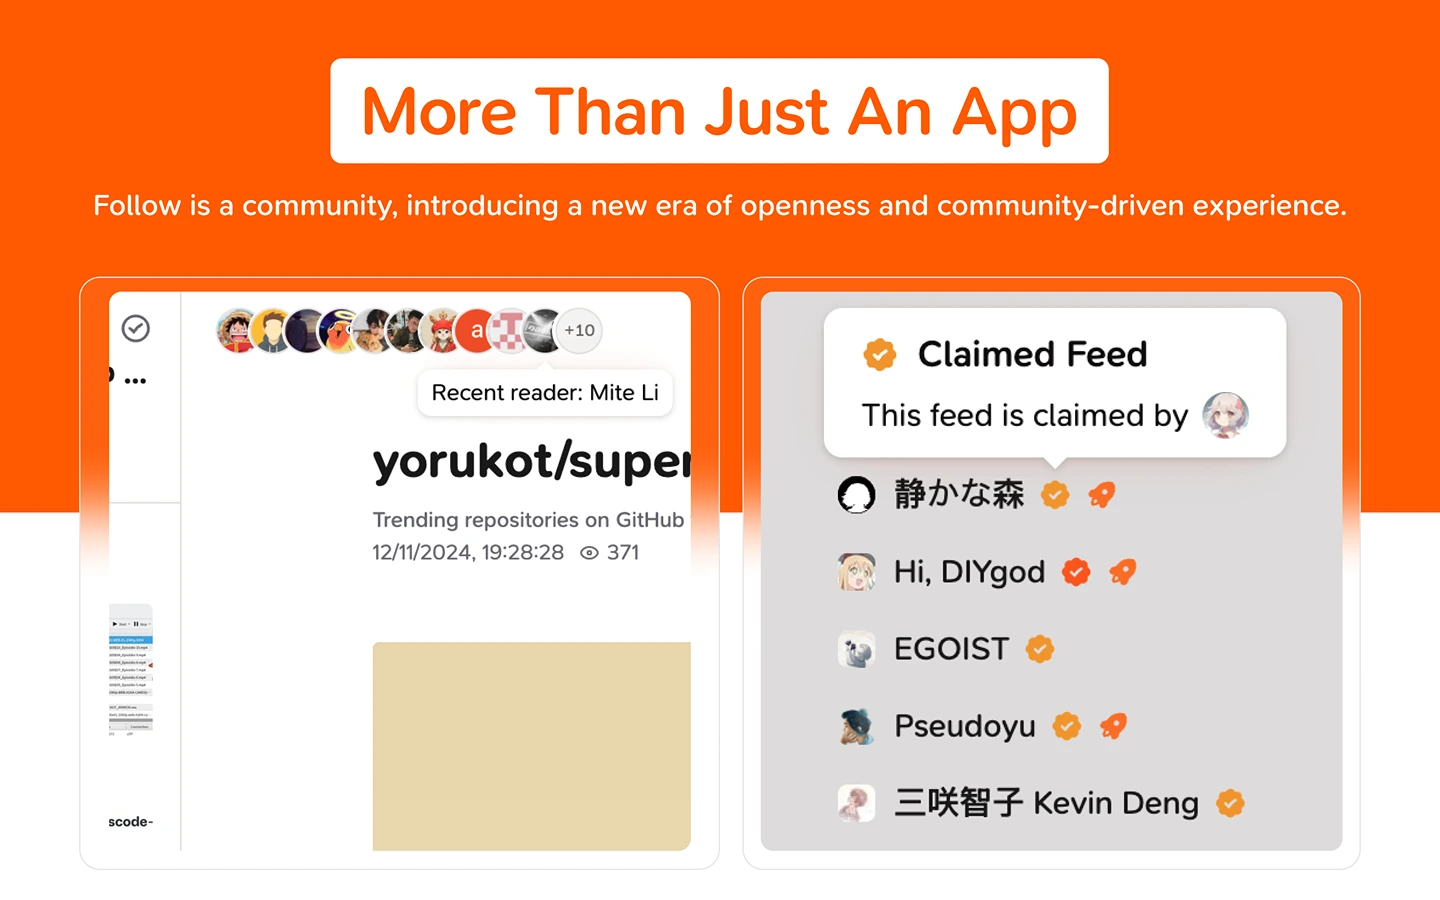 More Than Just An App
Follow is a community, introducing a new era of openness and community-driven experience.
...
+10
a
Recent reader: Mite Li
yorukot/super
Trending repositories on GitHub
12/11/2024, 19:28:28 371
scode-
Claimed Feed
This feed is claimed by
静かな森
Hi, DIYgod
EGOIST
Pseudoyu
三咲智子 Kevin Deng